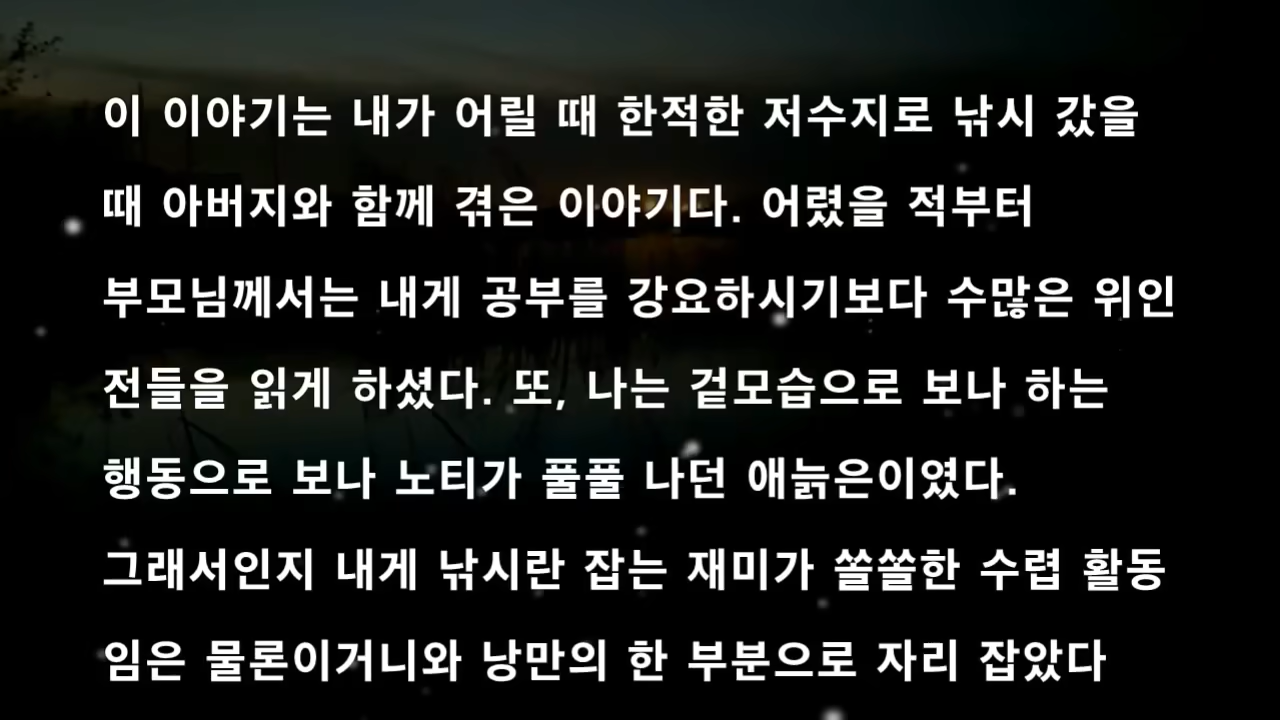 이 이야기는 내가 어릴 때 한적한 저수지로 낚시 갔을
때 아버지와 함께 겪은 이야기다. 어렸을 적부터
부모님께서는 내게 공부를 강요하시기보다 수많은 위인
전들을 읽게 하셨다. 또, 나는 겉모습으로 보나 하는
행동으로 보나 노티가 풀풀 나던 애늙은이였다.
그래서인지 내게 낚시란 잡는 재미가 쏠쏠한 수렵 활동
임은 물론이거니와 낭만의 한 부분으로 자리 잡았다